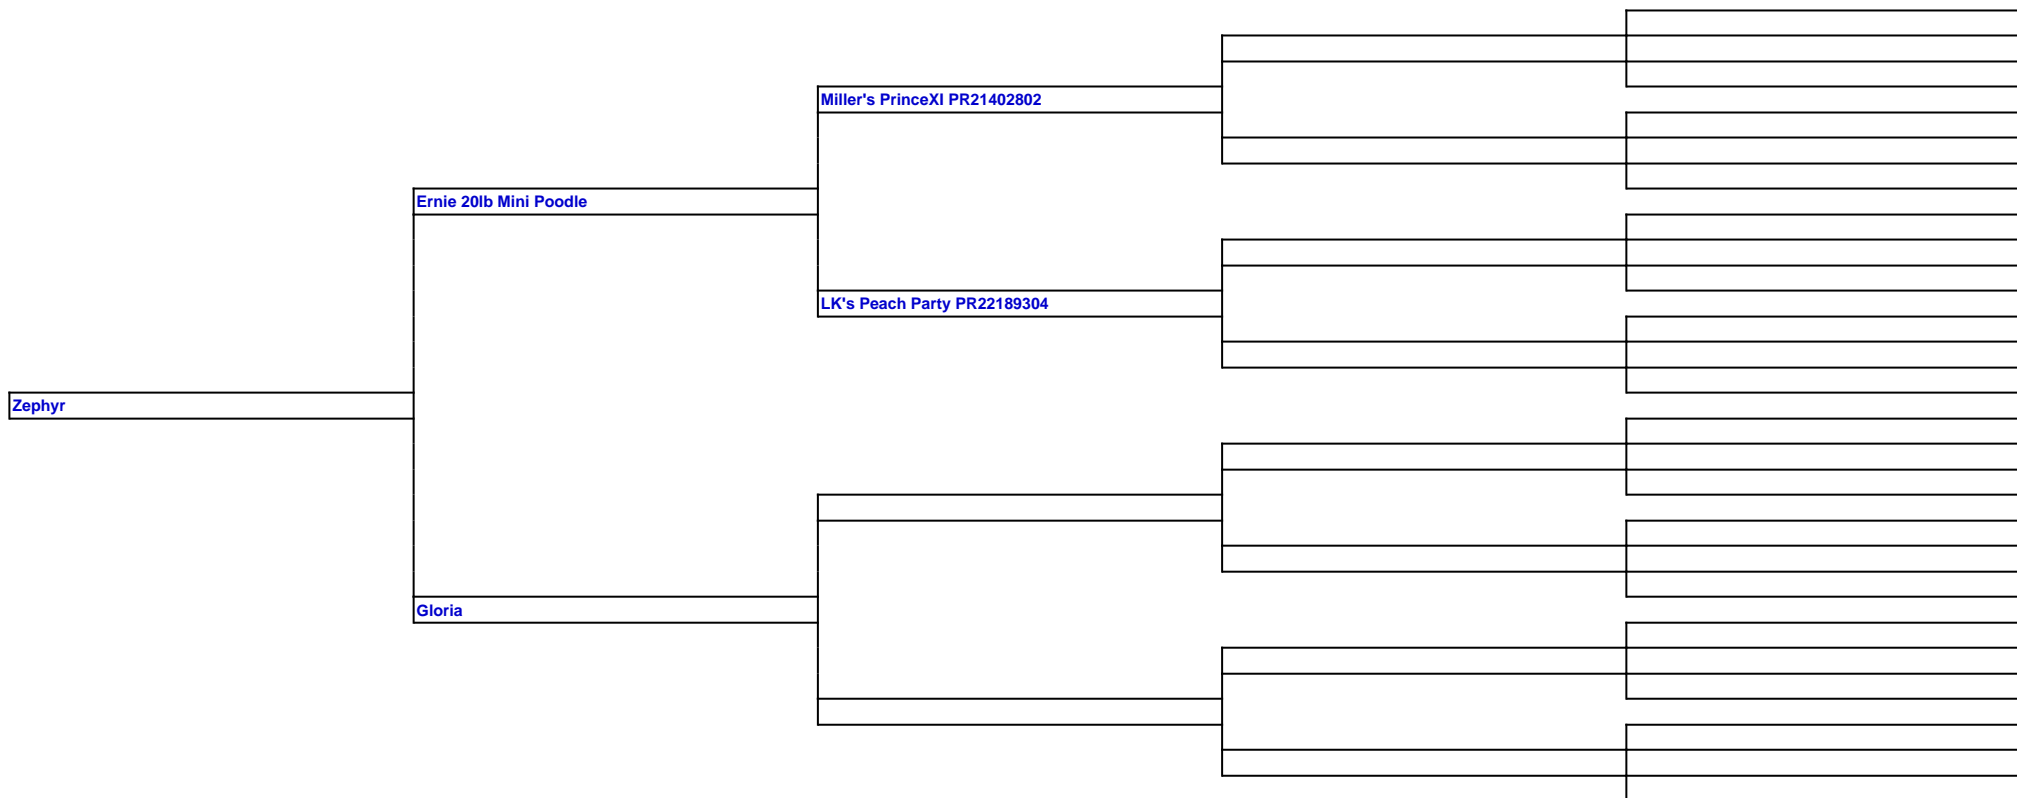 Miller's PrinceXI PR21402802
Ernie 20lb Mini Poodle
LK's Peach Party PR22189304
Zephyr
Gloria